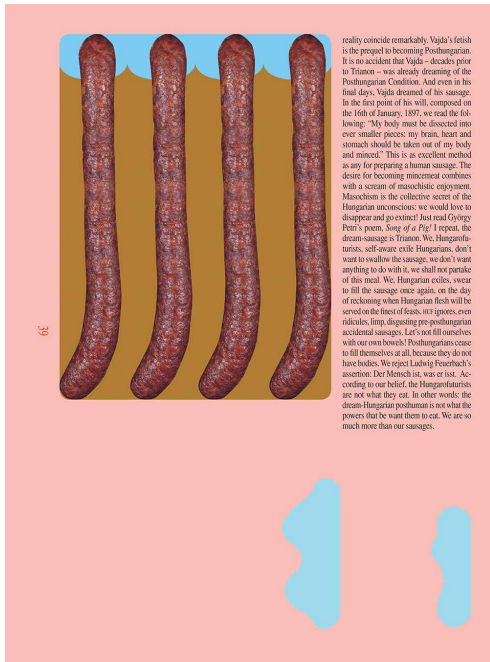 reality coincide remarkably. Vajda's fetish
is the prequel to becoming Posthungarian.
It is no accident that Vajda – decades prior
to Trianon – was already dreaming of the
Posthungarian Condition. And even in his
final days, Vajda dreamed of his sausage.
In the first point of his will, composed on
the 16th of January, 1897, we read the fol-
lowing: “My body must be dissected into
ever smaller pieces: my brain, heart and
stomach should be taken out of my body
and minced.” This is as excellent method
as any for preparing a human sausage. The
desire for becoming mincemeat combines
with a scream of masochistic enjoyment.
Masochism is the collective secret of the
Hungarian unconscious: we would love to
disappear and go extinct! Just read György
Petri's poem, Song of a Pig! I repeat, the
dream-sausage is Trianon. We, Hungarofu-
turists, self-aware exile Hungarians, don't
want to swallow the sausage, we don't want
anything to do with it, we shall not partake
of this meal. We, Hungarian exiles, swear
to fill the sausage once again, on the day
of reckoning when Hungarian flesh will be
served on the finest of feasts. HUF ignores, even
ridicules, limp, disgusting pre-posthungarian
accidental sausages. Let's not fill ourselves
with our own bowels! Posthungarians cease
to fill themselves at all, because they do not
have bodies. We reject Ludwig Feuerbach's
assertion: Der Mensch ist, was er isst. Ac-
cording to our belief, the Hungarofuturists
are not what they eat. In other words: the
dream-Hungarian posthuman is not what the
powers that be want them to eat. We are so
much more than our sausages.
39